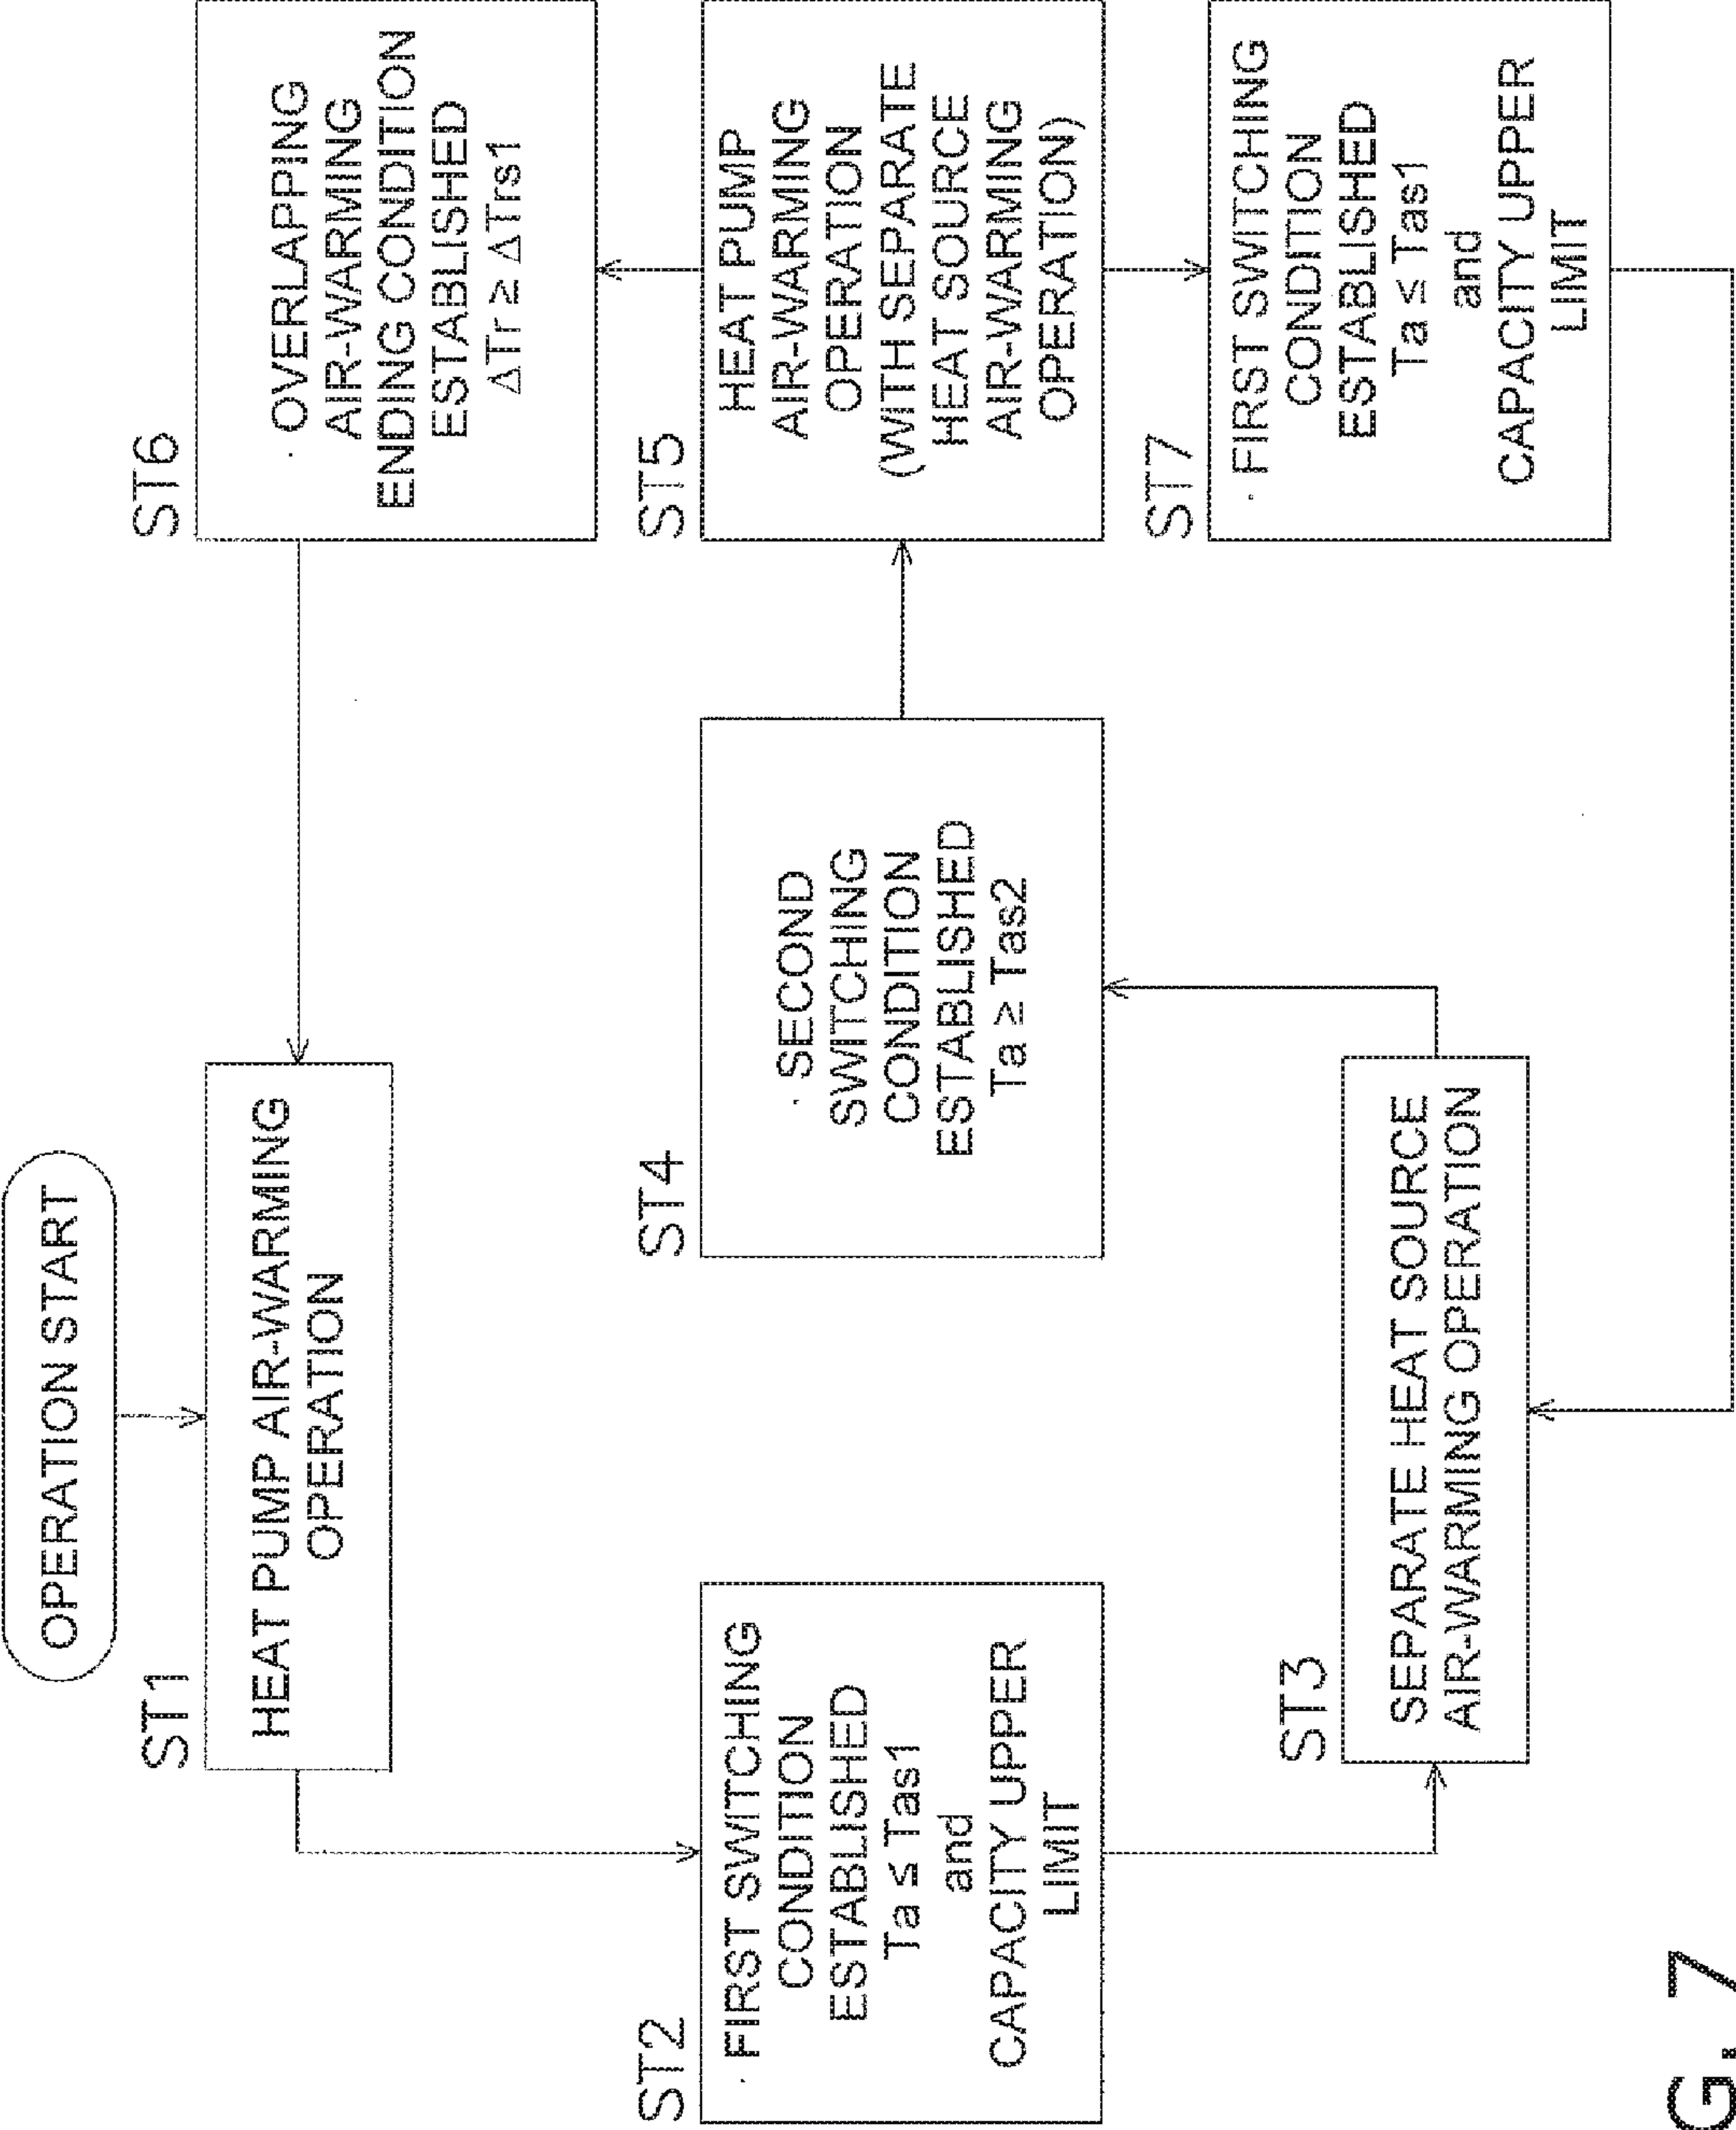 OPERATION START
ST1
HEAT PUMP AIR-WARMING
OPERATION
ST2
· FIRST SWITCHING
CONDITION
ESTABLISHED
Ta ≤ Tas1
and
CAPACITY UPPER
LIMIT
ST3
SEPARATE HEAT SOURCE
AIR-WARMING OPERATION
ST4
· SECOND
SWITCHING
CONDITION
ESTABLISHED
Ta ≥ Tas2
ST5
HEAT PUMP
AIR-WARMING
OPERATION
(WITH SEPARATE
HEAT SOURCE
AIR-WARMING
OPERATION)
ST6
· OVERLAPPING
AIR-WARMING
ENDING CONDITION
ESTABLISHED
ΔTr ≥ ΔTrs1
ST7
· FIRST SWITCHING
CONDITION
ESTABLISHED
Ta ≤ Tas1
and
CAPACITY UPPER
LIMIT
G. 7